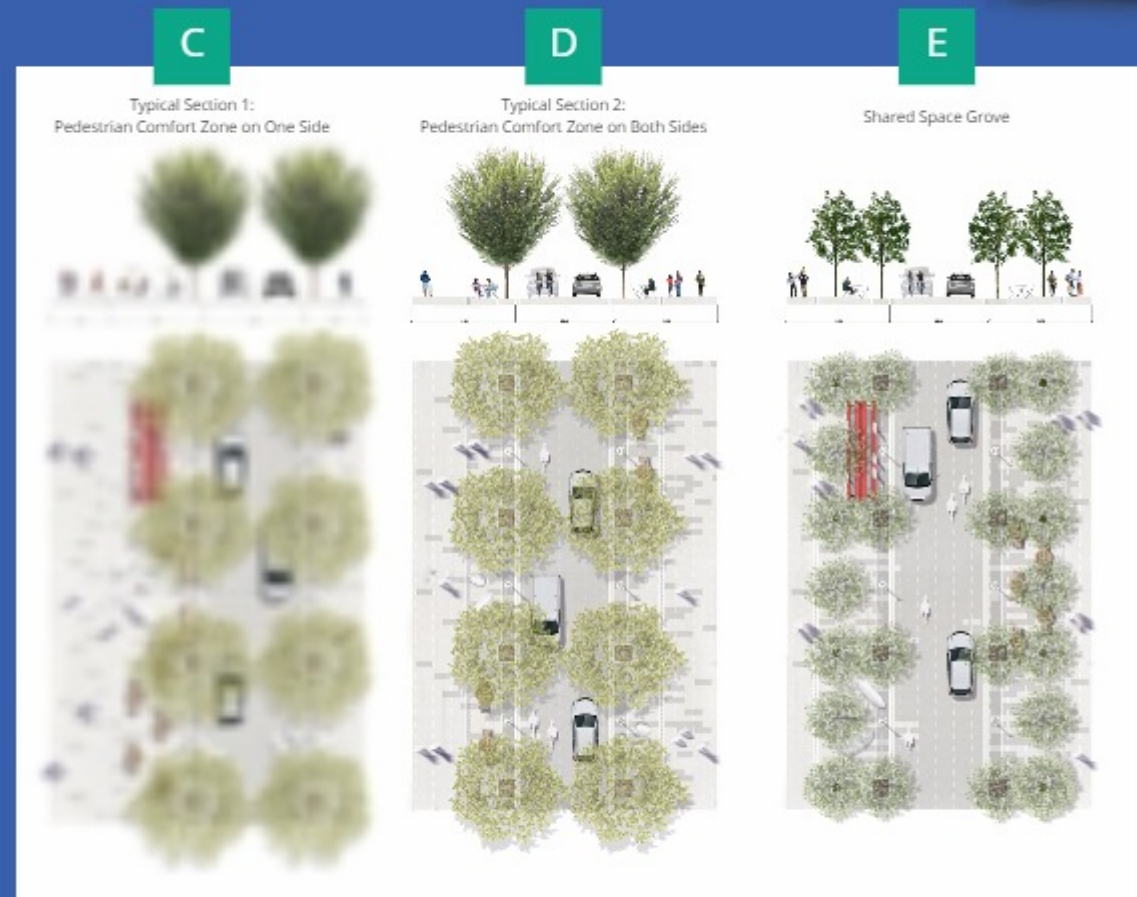 C
Typical Section 1:
Pedestrian Comfort Zone on One Side
D
Typical Section 2:
Pedestrian Comfort Zone on Both Sides
E
Shared Space Grove